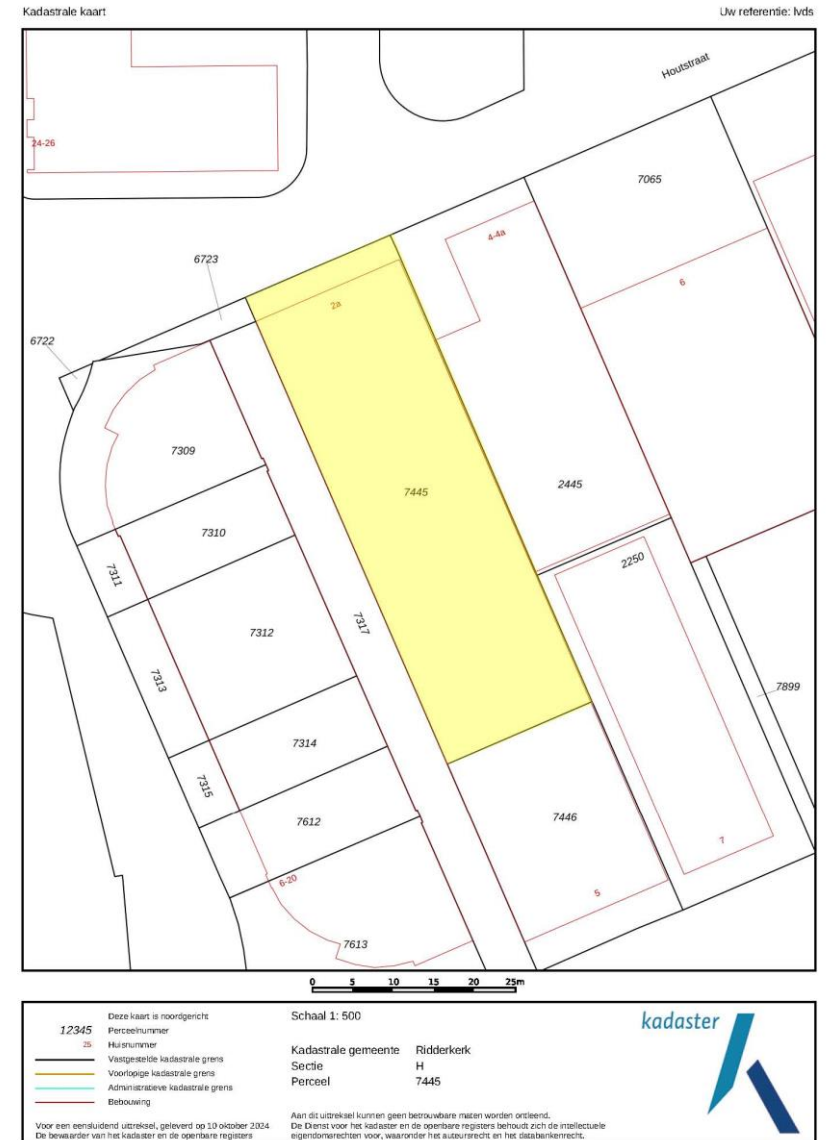 Kadastrale kaart Uw referentie: lvds
Houtstraat
24-26
7065
4-4a
6723
6
2a
6722
7309
7445
2445
7310
2250
7311
7312
7317
7313
7899
7314
7315
7612
7446
7
6-20
5
7613
0 5 10 15 20 25m
Deze kaart is noordgericht
12345 Perceelnummer
25 Huisnummer
Vastgestelde kadastrale grens
Voorlopige kadastrale grens
Administratieve kadastrale grens
Bebouwing
Voor een eensluidend uittreksel, geleverd op 10 oktober 2024
De bewaarder van het kadaster en de openbare registers
Schaal 1: 500
Kadastrale gemeente Ridderkerk
Sectie H
Perceel 7445
Aan dit uittreksel kunnen geen betrouwbare maten worden ontleend.
De Dienst voor het kadaster en de openbare registers behoudt zich de intellectuele
eigendomsrechten voor, waaronder het auteursrecht en het databankenrecht.
kadaster